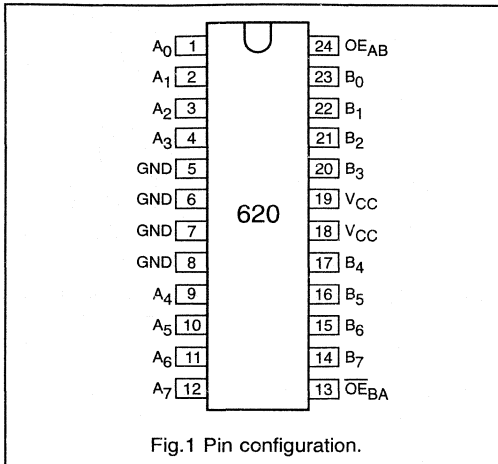 A0 1 24 OEAB
A1 2 23 B0
A2 3 22 B1
A3 4 21 B2
GND 5 20 B3
GND 6 19 VCC
620
GND 7 18 VCC
GND 8 17 B4
A4 9 16 B5
A5 10 15 B6
A6 11 14 B7
A7 12 13 O̅E̅BA
Fig.1 Pin configuration.